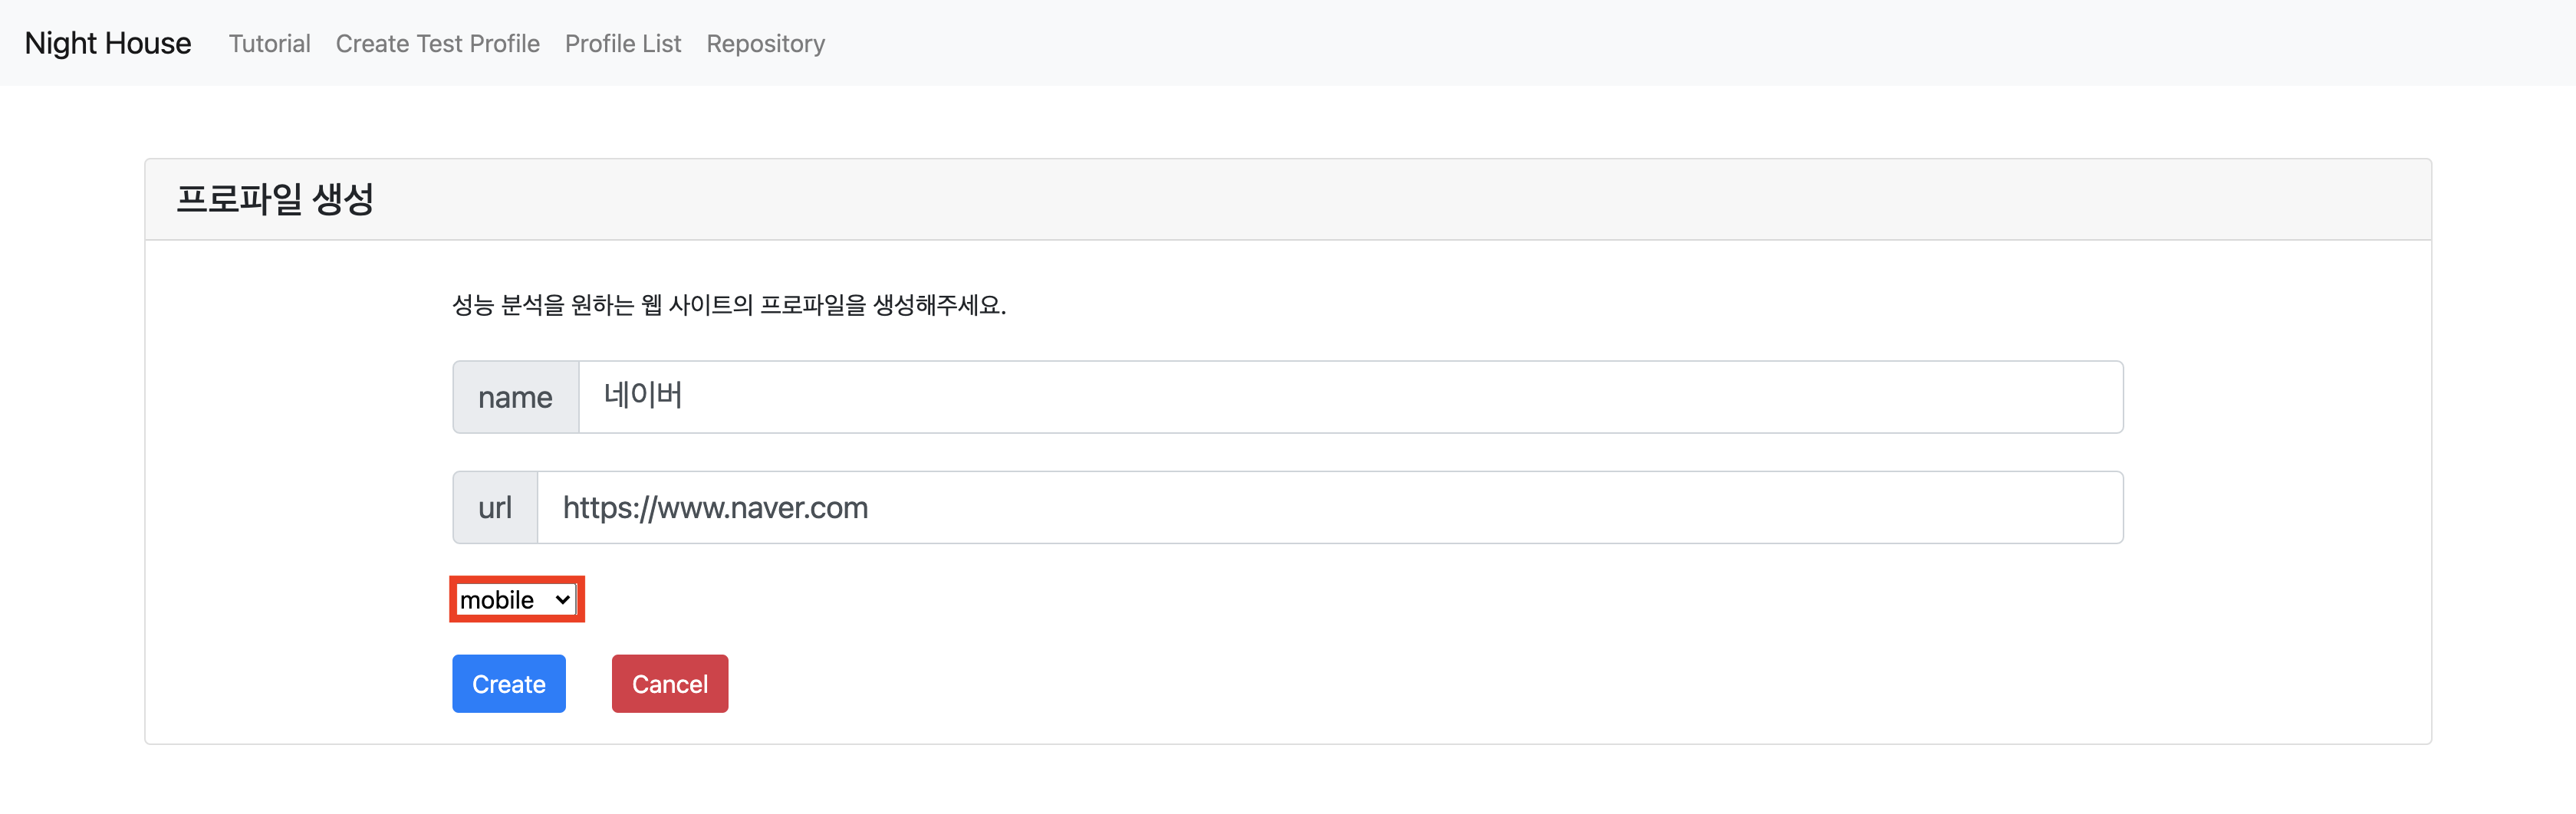 Night House Tutorial Create Test Profile Profile List Repository
프로파일 생성
성능 분석을 원하는 웹 사이트의 프로파일을 생성해주세요.
name 네이버
url https://www.naver.com
mobile
Create Cancel